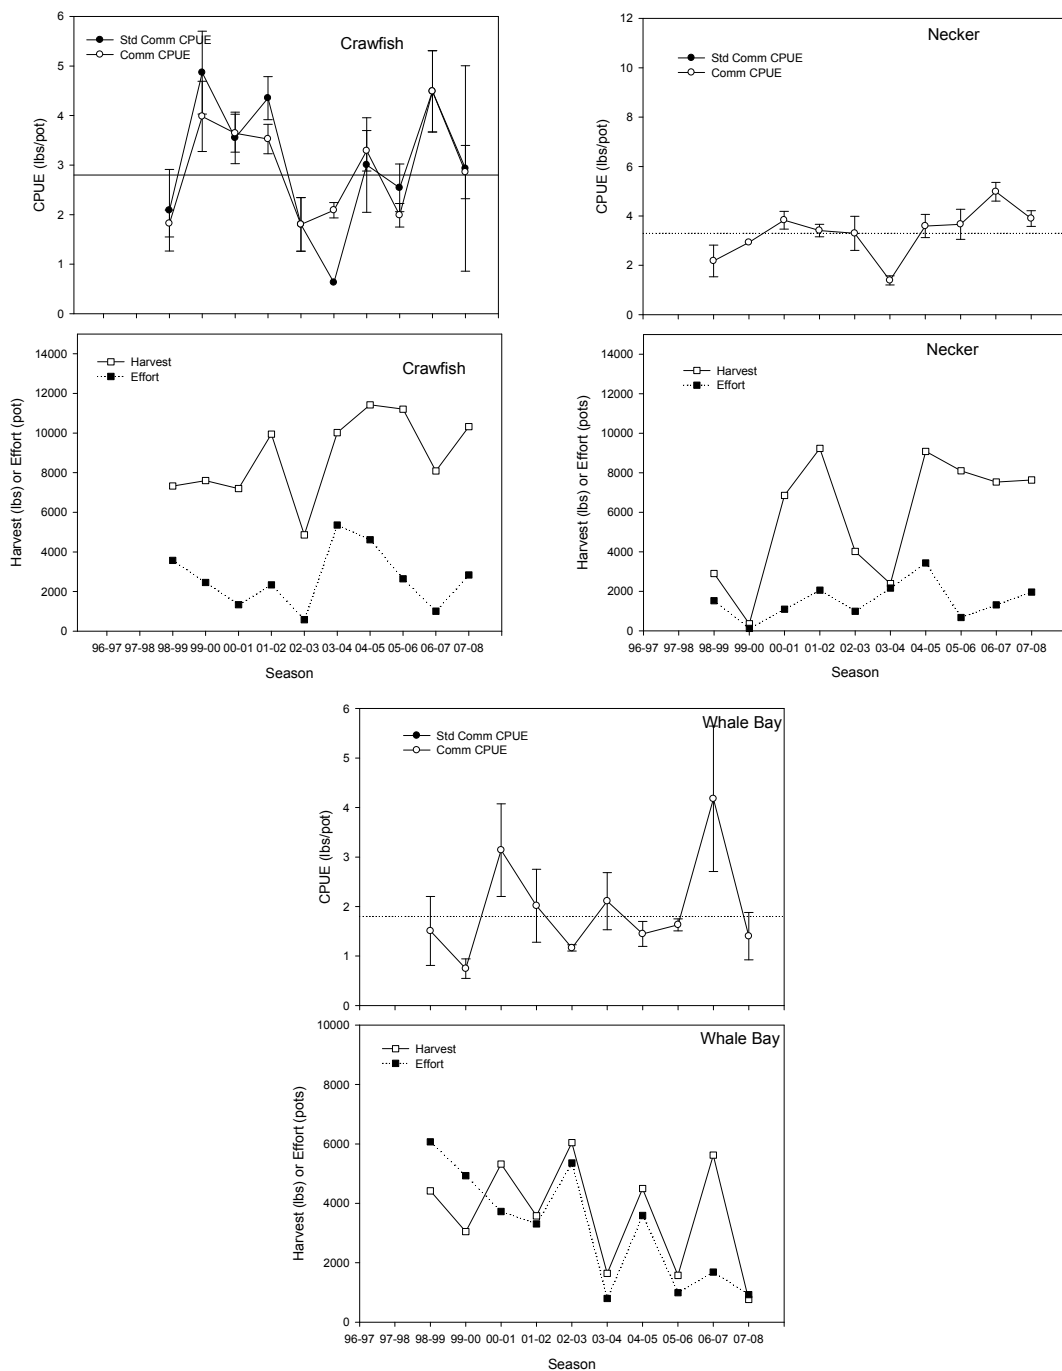 Crawfish
Std Comm CPUE
Comm CPUE
CPUE (lbs/pot)
6
5
4
3
2
1
0
Necker
Std Comm CPUE
Comm CPUE
CPUE (lbs/pot)
12
10
8
6
4
2
0
Crawfish
Harvest
Effort
Harvest (lbs) or Effort (pot)
14000
12000
10000
8000
6000
4000
2000
0
96-97 97-98 98-99 99-00 00-01 01-02 02-03 03-04 04-05 05-06 06-07 07-08
Season
Necker
Harvest
Effort
Harvest (lbs) or Effort (pots)
14000
12000
10000
8000
6000
4000
2000
0
96-97 97-98 98-99 99-00 00-01 01-02 02-03 03-04 04-05 05-06 06-07 07-08
Season
Whale Bay
Std Comm CPUE
Comm CPUE
CPUE (lbs/pot)
6
5
4
3
2
1
0
Whale Bay
Harvest
Effort
Harvest (lbs) or Effort (pots)
10000
8000
6000
4000
2000
0
96-97 97-98 98-99 99-00 00-01 01-02 02-03 03-04 04-05 05-06 06-07 07-08
Season